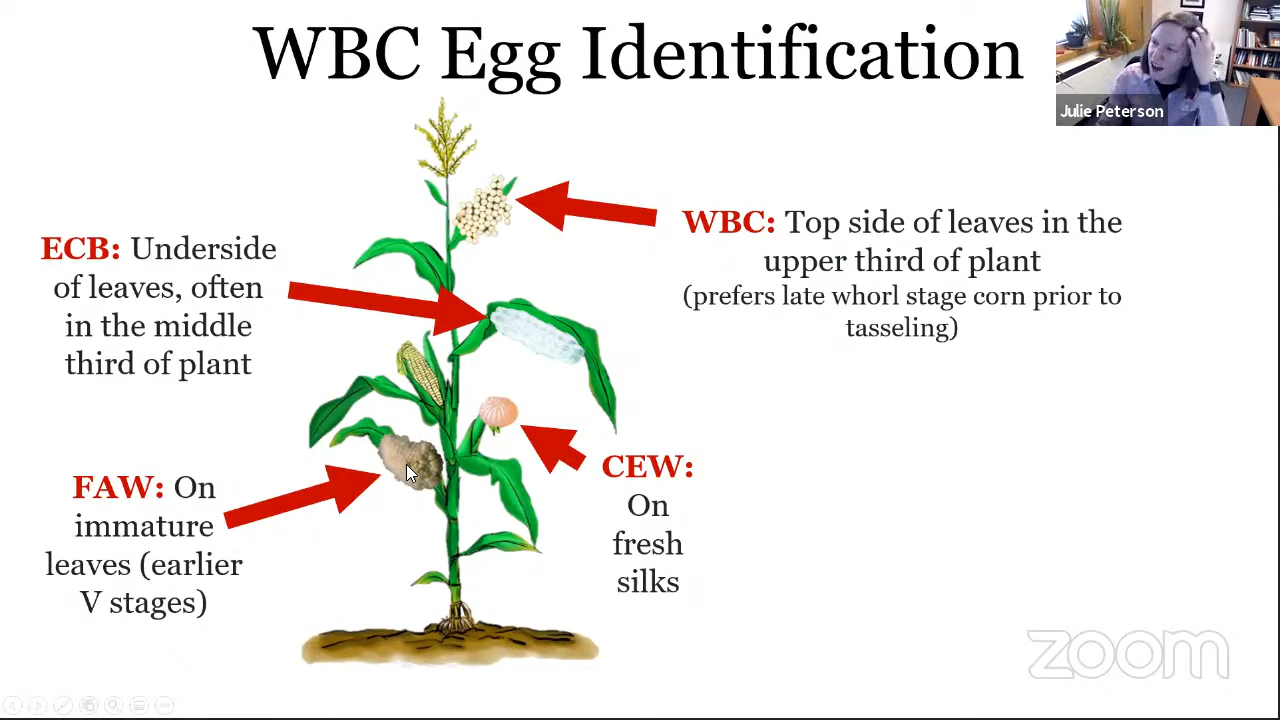 WBC Egg Identification
Julie Peterson
WBC: Top side of leaves in the
upper third of plant
(prefers late whorl stage corn prior to
tasseling)
ECB: Underside
of leaves, often
in the middle
third of plant
CEW:
On
fresh
silks
FAW: On
immature
leaves (earlier
V stages)
zoom